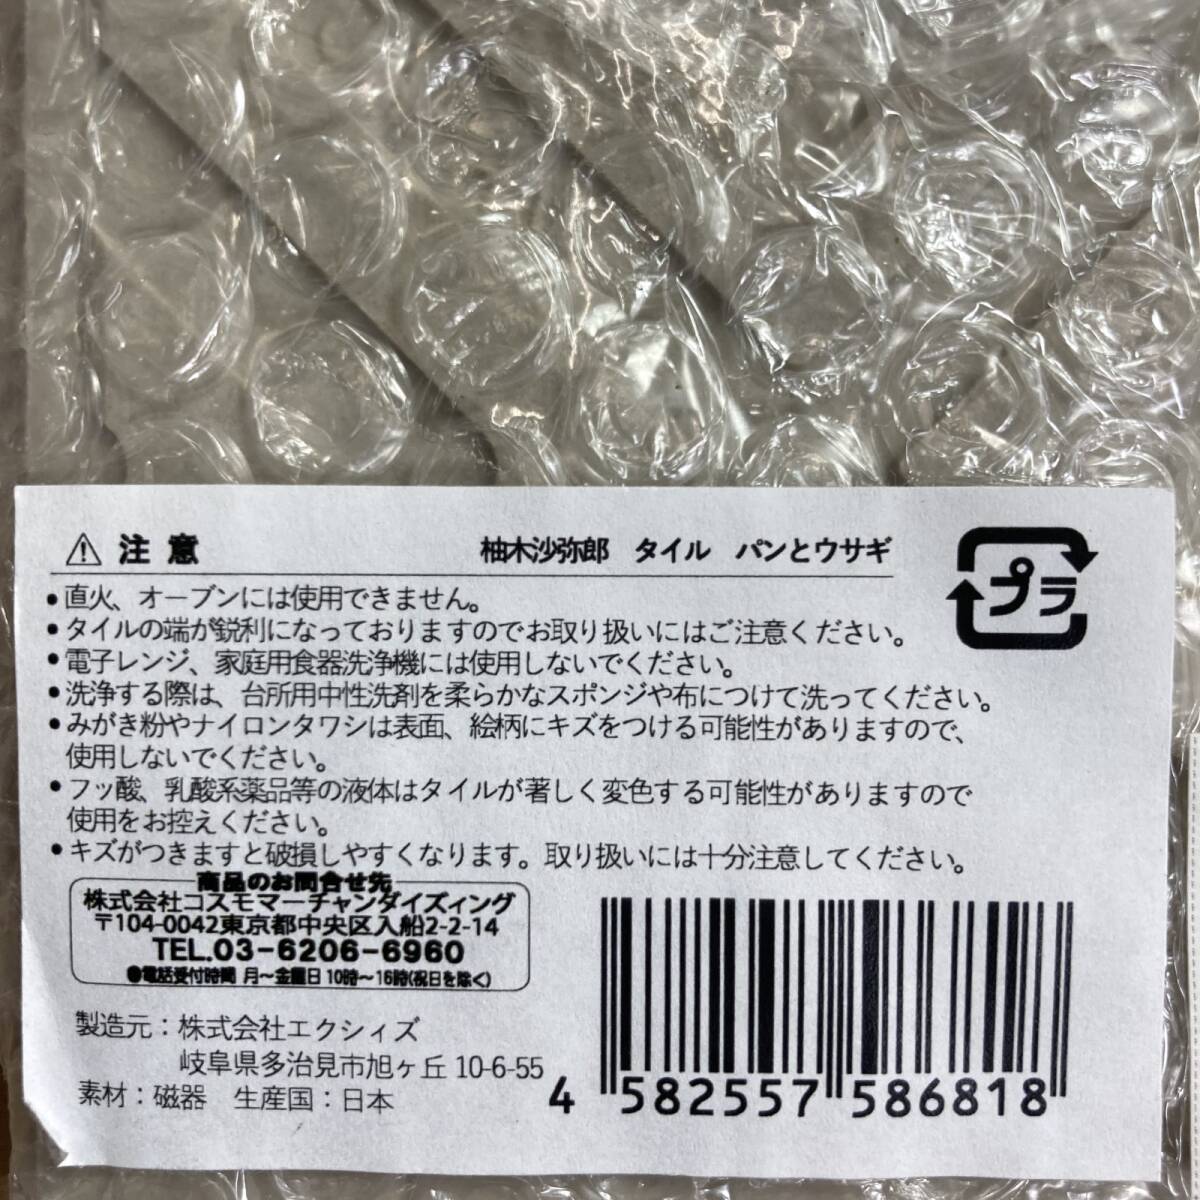 ⚠ 注意 柚木沙弥郎 タイル パンとウサギ
プラ
・直火、オーブンには使用できません。
・タイルの端が鋭利になっておりますのでお取り扱いにはご注意ください。
・電子レンジ、家庭用食器洗浄機には使用しないでください。
・洗浄する際は、台所用中性洗剤を柔らかなスポンジや布につけて洗ってください。
・みがき粉やナイロンタワシは表面、絵柄にキズをつける可能性がありますので、
使用しないでください。
・フッ酸、乳酸系薬品等の液体はタイルが著しく変色する可能性がありますので
使用をお控えください。
・キズがつきますと破損しやすくなります。取り扱いには十分注意してください。
商品のお問合せ先
株式会社コスモマーチャンダイズィング
〒104-0042東京都中央区入船2-2-14
TEL.03-6206-6960
●電話受付時間 月～金曜日 10時～16時(祝日を除く)
製造元：株式会社エクシィズ
岐阜県多治見市旭ヶ丘 10-6-55
素材：磁器 生産国：日本
4 582557 586818